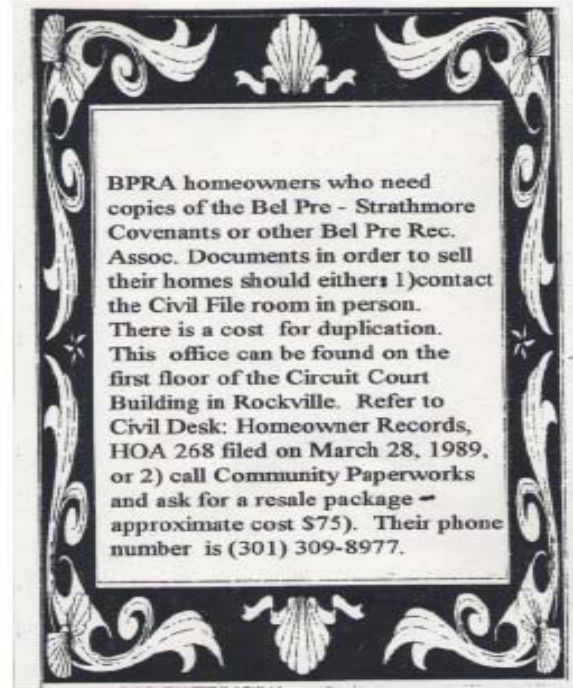 BPRA homeowners who need
copies of the Bel Pre - Strathmore
Covenants or other Bel Pre Rec.
Assoc. Documents in order to sell
their homes should either: 1)contact
the Civil File room in person.
There is a cost for duplication.
This office can be found on the
first floor of the Circuit Court
Building in Rockville. Refer to
Civil Desk: Homeowner Records,
HOA 268 filed on March 28, 1989,
or 2) call Community Paperworks
and ask for a resale package -
approximate cost $75). Their phone
number is (301) 309-8977.